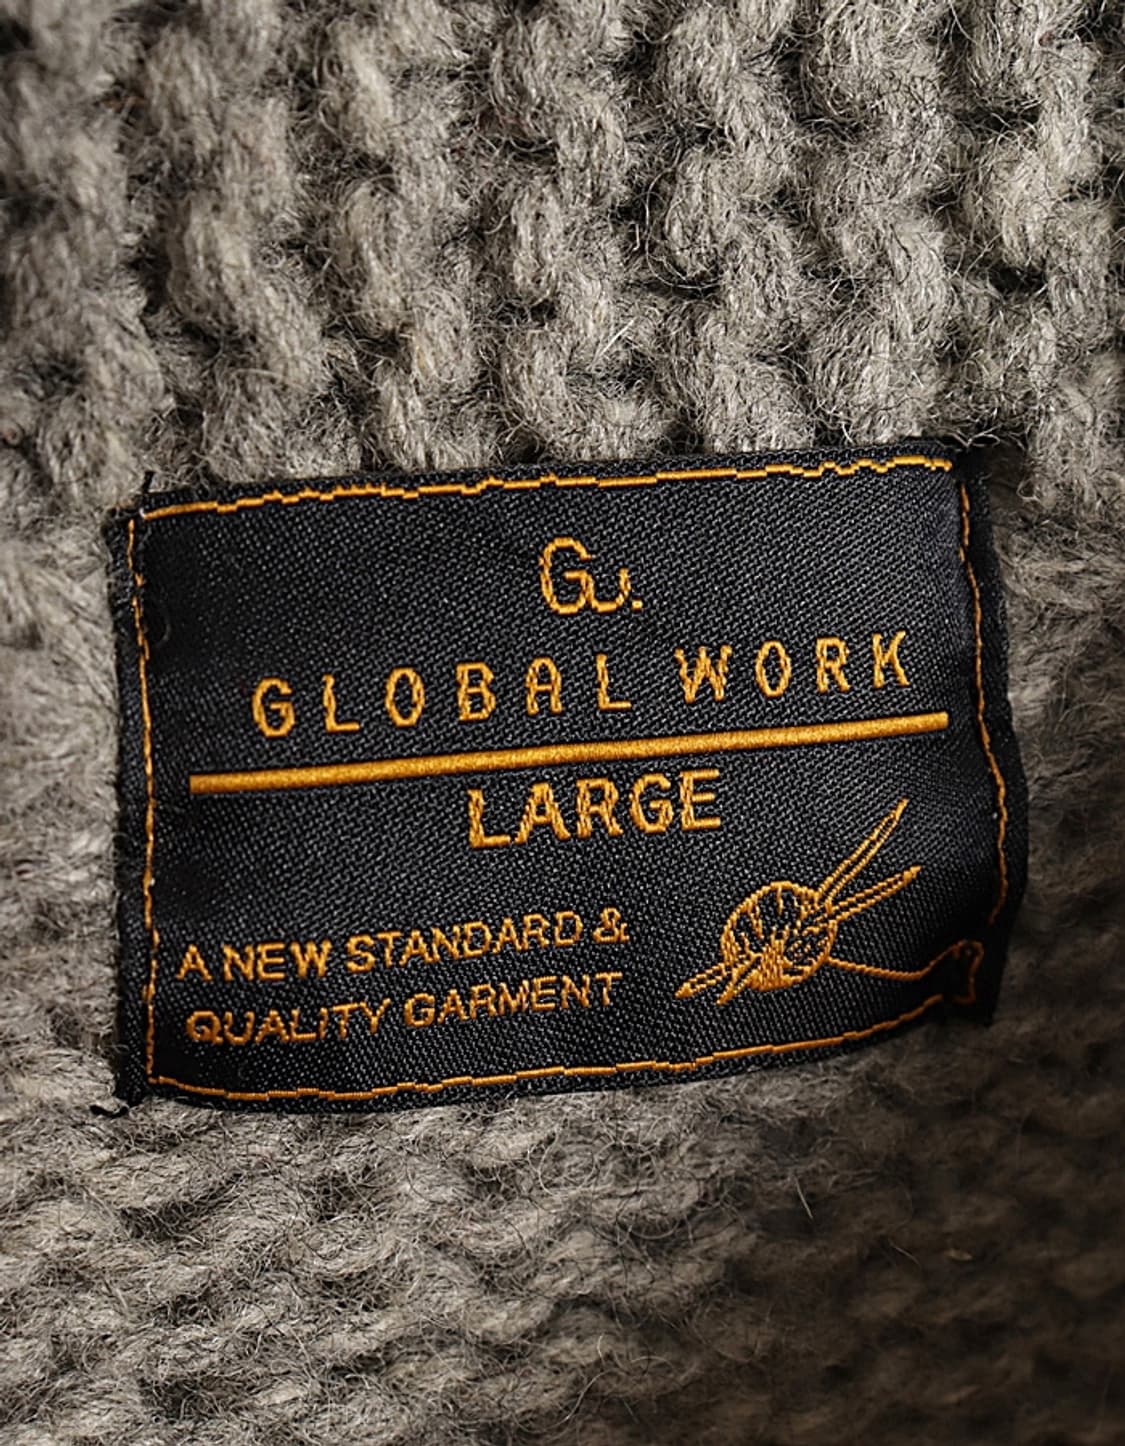 Gw.
GLOBAL WORK
LARGE
A NEW STANDARD &
QUALITY GARMENT